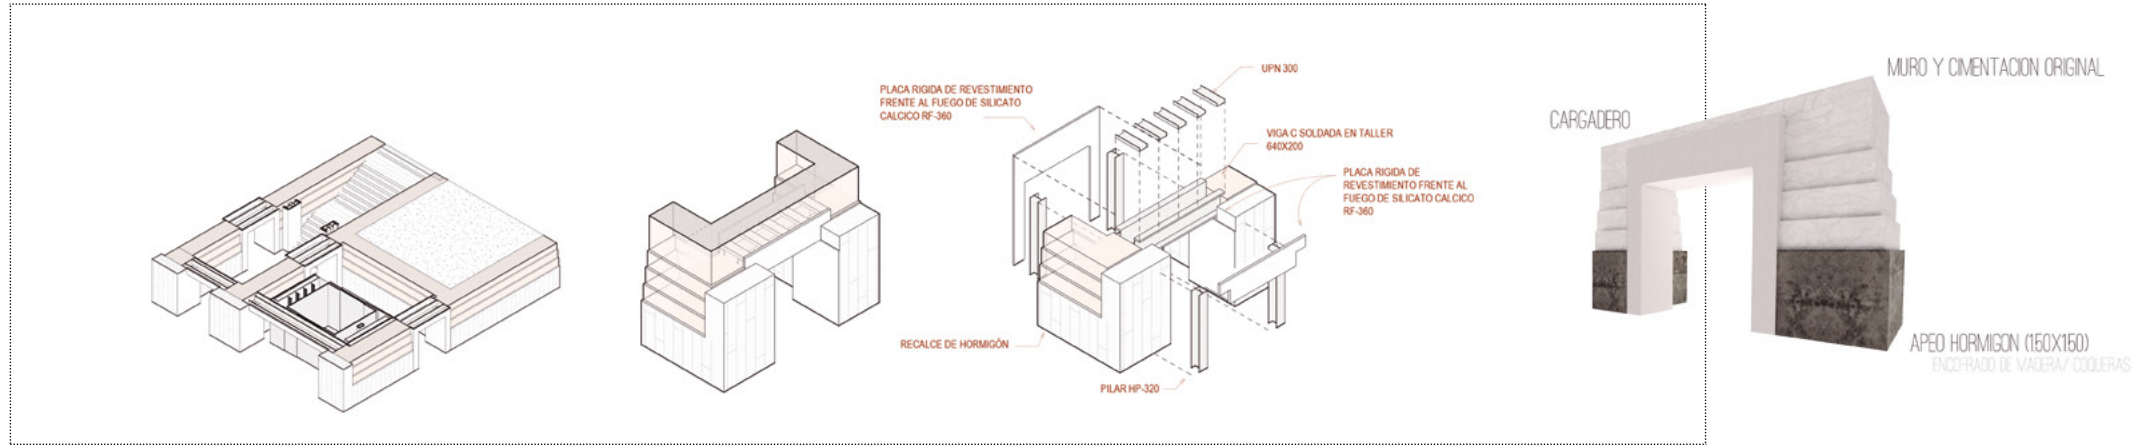 PLACA RIGIDA DE REVESTIMIENTO
FRENTE AL FUEGO DE SILICATO
CALCICO RF-360
UPN 300
VIGA C SOLDADA EN TALLER
640X200
PLACA RIGIDA DE
REVESTIMIENTO FRENTE AL
FUEGO DE SILICATO CALCICO
RF-360
RECALCE DE HORMIGÓN
PILAR HP-320
CARGADERO
MURO Y CIMENTACION ORIGINAL
APEO HORMIGON (150X150)
ENCOFRADO DE MADERA/ COQUERAS